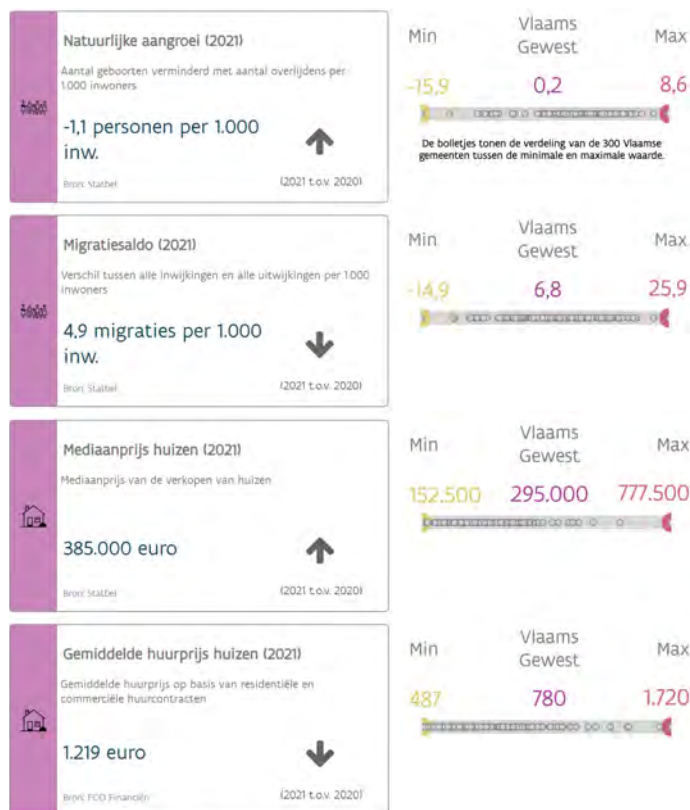 Natuurlijke aangroei (2021)
Aantal geboorten verminderd met aantal overlijdens per
1.000 inwoners
-1,1 personen per 1.000
inw.
Bron: Statbel
(2021 t.o.v. 2020)
Min
Vlaams
Gewest
Max
-15,9
0,2
8,6
De bolletjes tonen de verdeling van de 300 Vlaamse
gemeenten tussen de minimale en maximale waarde.
Migratiesaldo (2021)
Verschil tussen alle inwijkingen en alle uitwijkingen per 1.000
inwoners
4,9 migraties per 1.000
inw.
Bron: Statbel
(2021 t.o.v. 2020)
Min
Vlaams
Gewest
Max
-14,9
6,8
25,9
Mediaanprijs huizen (2021)
Mediaanprijs van de verkopen van huizen
385.000 euro
Bron: Statbel
(2021 t.o.v. 2020)
Min
Vlaams
Gewest
Max
152.500
295.000
777.500
Gemiddelde huurprijs huizen (2021)
Gemiddelde huurprijs op basis van residentiële en
commerciële huurcontracten
1.219 euro
Bron: FOD Financiën
(2021 t.o.v. 2020)
Min
Vlaams
Gewest
Max
487
780
1.720